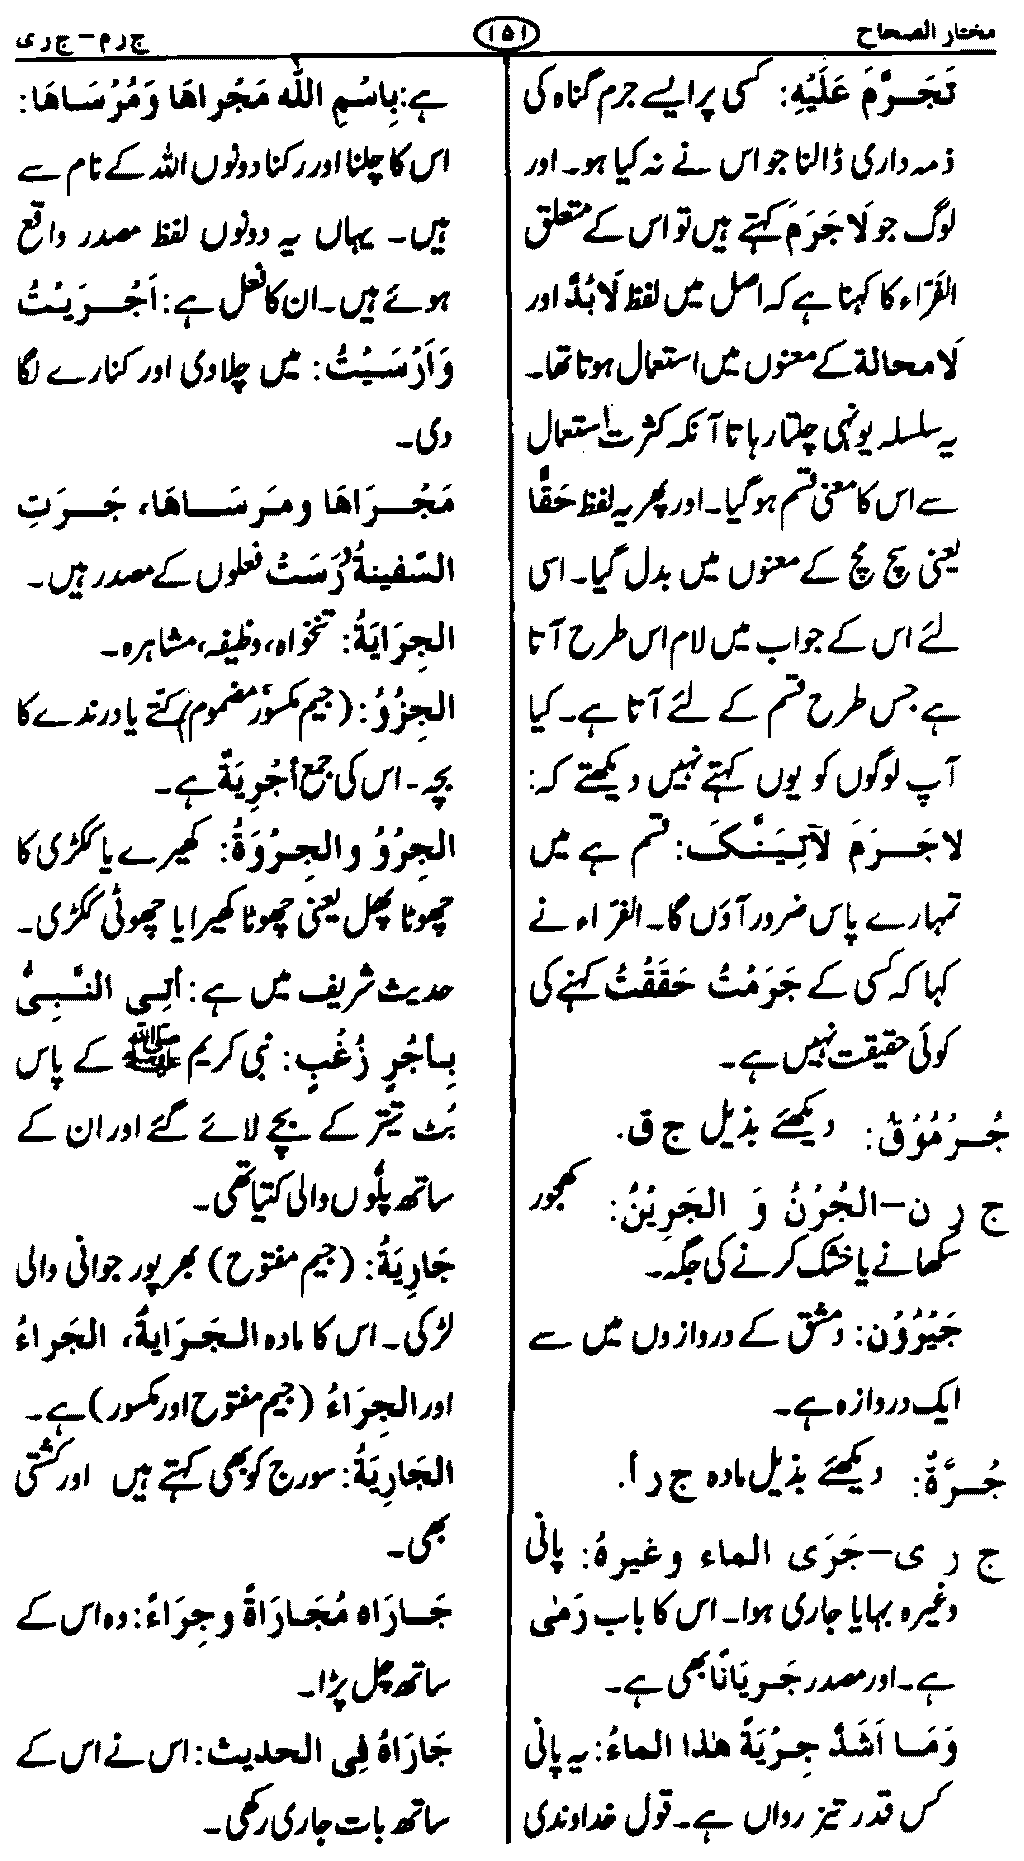 مختار الصحاح
۱۵۱
ج ر م – ج ر ی
تَجَرَّمَ عَلَيْهِ: کسی پر ایسے جرم گناہ کی
ذمہ داری ڈالنا جو اس نے نہ کیا ہو۔ اور
لوگ جو لَا جَرَمَ کہتے ہیں تو اس کے متعلق
الفَرّاء کا کہنا ہے کہ اصل میں لفظ لَا بُدَّ اور
لَا محالة کے معنوں میں استعمال ہوتا تھا۔
یہ سلسلہ یونہی چلتا رہا تا آنکہ کثرت استعمال
سے اس کا معنی قسم ہو گیا۔ اور پھر یہ لفظ حَقًّا
یعنی سچ مچ کے معنوں میں بدل گیا۔ اسی
لئے اس کے جواب میں لام اس طرح آتا
ہے جس طرح قسم کے لئے آتا ہے۔ کیا
آپ لوگوں کو یوں کہتے نہیں دیکھتے کہ:
لَا جَرَمَ لَآتِيَنَّکَ: قسم ہے میں
تمہارے پاس ضرور آؤں گا۔ الفرّاء نے
کہا کہ کسی کے جَرَمْتُ حَقَقْتُ کہنے کی
کوئی حقیقت نہیں ہے۔
جُرْمُوْقُ: دیکھئے بذیل ج ق.
ج ر ن–الجُرْنُ وَ الجَرِيْنُ: کھجور
سکھانے یا خشک کرنے کی جگہ۔
جَيْرُوْن: دمشق کے دروازوں میں سے
ایک دروازہ ہے۔
جُرَّةُ: دیکھئے بذیل مادہ ج ر أ.
ج ر ی–جَرَى الماء وغيرهُ: پانی
وغیرہ بہایا جاری ہوا۔ اس کا باب رَمٰی
ہے۔ اور مصدر جَرِيَانًا بھی ہے۔
وَمَا اَشَدَّ جِرْيَةَ هٰذا الماءُ: یہ پانی
کس قدر تیز رواں ہے۔ قول خداوندی
ہے: بِاسْمِ اللّٰهِ مَجْراهَا وَمُرْسَاهَا:
اس کا چلنا اور رکنا دونوں اللہ کے نام سے
ہیں۔ یہاں یہ دونوں لفظ مصدر واقع
ہوئے ہیں۔ ان کا فعل ہے: اَجْرَيْتُ
وَاَرْسَيْتُ: میں چلا دی اور کنارے لگا
دی۔
مَجْرَاهَا ومَرسَاهَا، جَرَتِ
السَّفِينةُ وَرَسَتْ فعلوں کے مصدر ہیں۔
الجِرَايَةُ: تنخواہ، وظیفہ، مشاہرہ۔
الجِرْوُ: (جیم مکسور، مضموم) کتے یا درندے کا
بچہ۔ اس کی جمع أَجْرِيَةٌ ہے۔
الجِرْوُ والجِرْوَةُ: کھیرے یا ککڑی کا
چھوٹا پھل یعنی چھوٹا کھیرا یا چھوٹی ککڑی۔
حدیث شریف میں ہے: أتِی النَّبِیُّ
بِأجْرٍ زُغْبٍ: نبی کریم ﷺ کے پاس
بٹ تیتر کے بچے لائے گئے اور ان کے
ساتھ پلّوں والی کتیا تھی۔
جَارِيَةُ: (جیم مفتوح) بھرپور جوانی والی
لڑکی۔ اس کا مادہ الجَرَايةُ، الجَراءُ
اور الجِرَاءُ (جیم مفتوح اور مکسور) ہے۔
الجَارِيَةُ: سورج کو بھی کہتے ہیں اور کشتی
بھی۔
جَارَاه مُجَارَاةً وجِرَاءً: وہ اس کے
ساتھ چل پڑا۔
جَارَاهُ فِی الحدیث: اس نے اس کے
ساتھ بات جاری رکھی۔